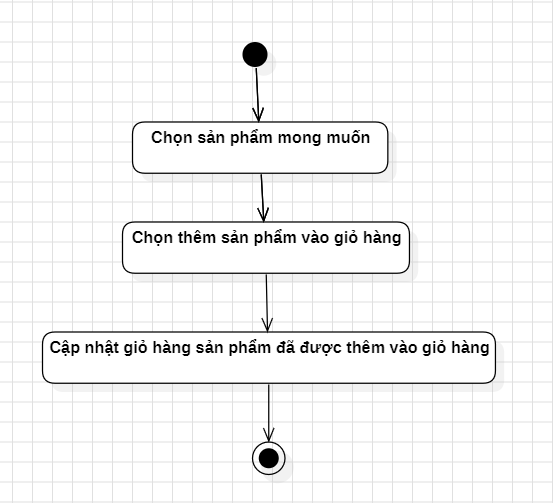 Chọn sản phẩm mong muốn
Chọn thêm sản phẩm vào giỏ hàng
Cập nhật giỏ hàng sản phẩm đã được thêm vào giỏ hàng